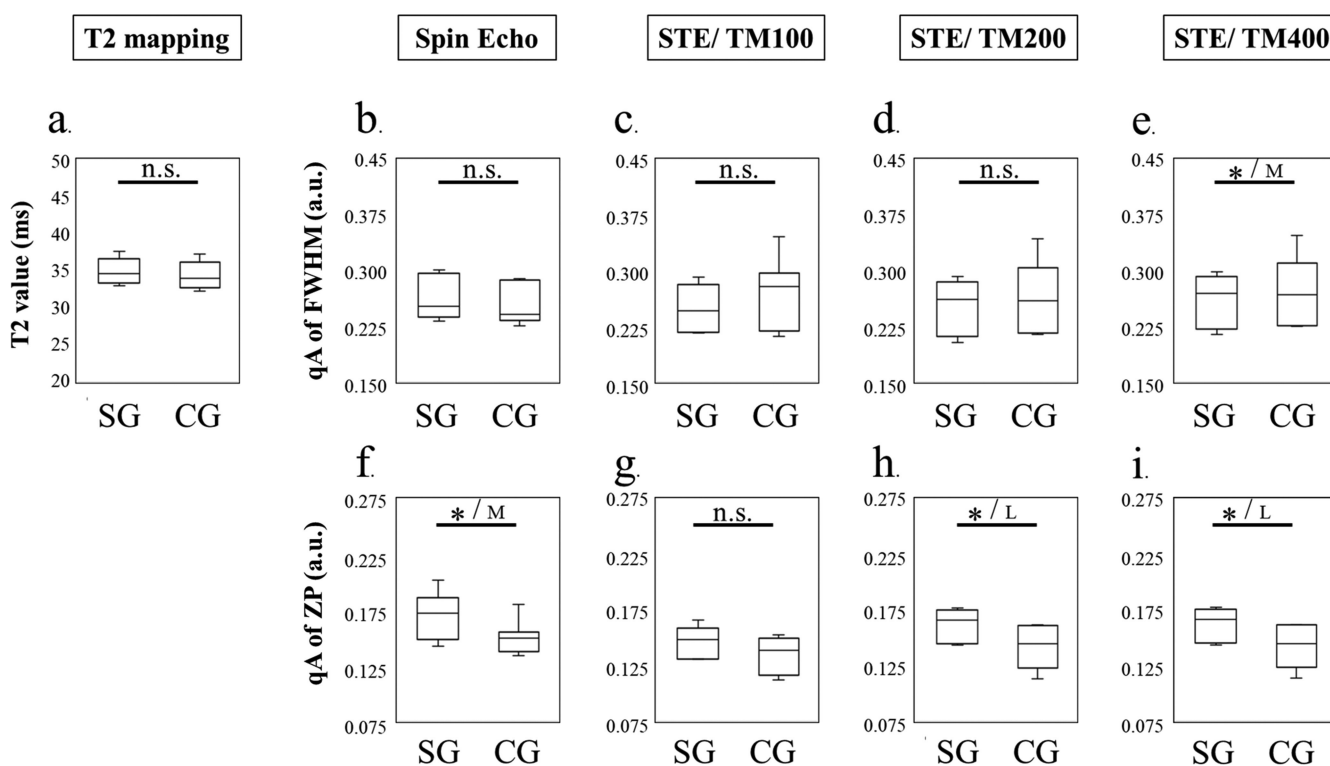 T2 mapping Spin Echo STE/ TM100 STE/ TM200 STE/ TM400
a. b. c. d. e.
T2 value (ms)
50
45
40
35
30
25
20
n.s.
SG CG
qA of FWHM (a.u.)
0.45
0.375
0.300
0.225
0.150
n.s.
SG CG
0.45
0.375
0.300
0.225
0.150
n.s.
SG CG
0.45
0.375
0.300
0.225
0.150
n.s.
SG CG
0.45
0.375
0.300
0.225
0.150
* / M
SG CG
f. g. h. i.
qA of ZP (a.u.)
0.275
0.225
0.175
0.125
0.075
* / M
SG CG
0.275
0.225
0.175
0.125
0.075
n.s.
SG CG
0.275
0.225
0.175
0.125
0.075
* / L
SG CG
0.275
0.225
0.175
0.125
0.075
* / L
SG CG